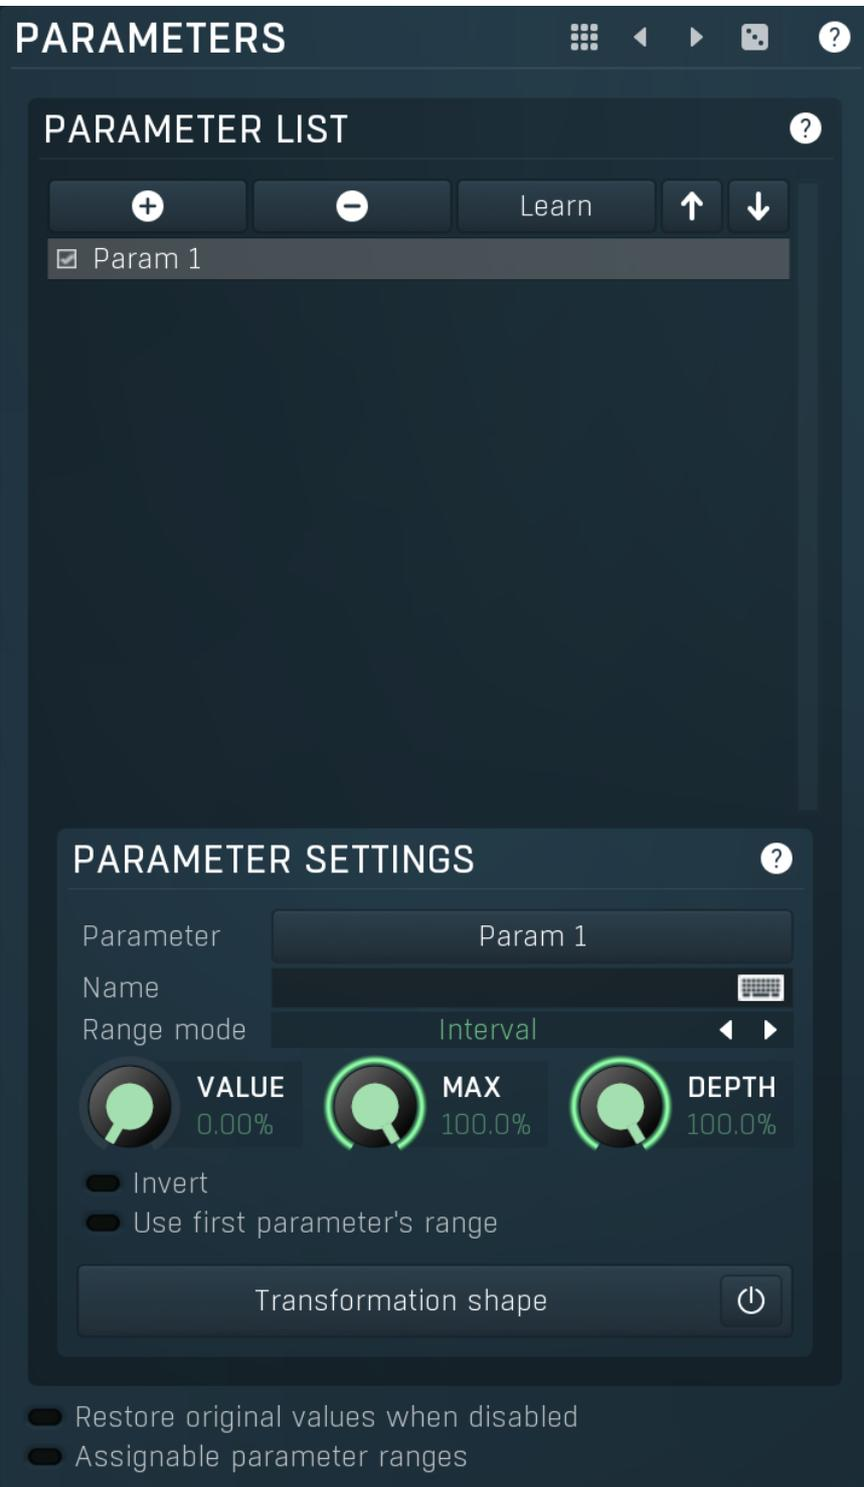 PARAMETERS
?
PARAMETER LIST
?
Learn
Param 1
PARAMETER SETTINGS
?
Parameter Param 1
Name
Range mode Interval
VALUE MAX DEPTH
0.00% 100.0% 100.0%
Invert
Use first parameter's range
Transformation shape
Restore original values when disabled
Assignable parameter ranges